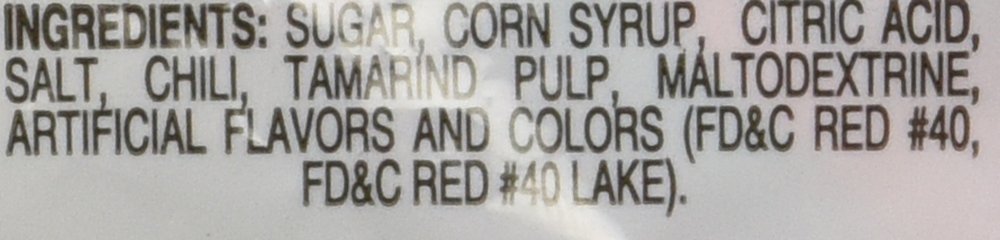 INGREDIENTS: SUGAR, CORN SYRUP, CITRIC ACID,
SALT, CHILI, TAMARIND PULP, MALTODEXTRINE,
ARTIFICIAL FLAVORS AND COLORS (FD&C RED #40,
FD&C RED #40 LAKE).